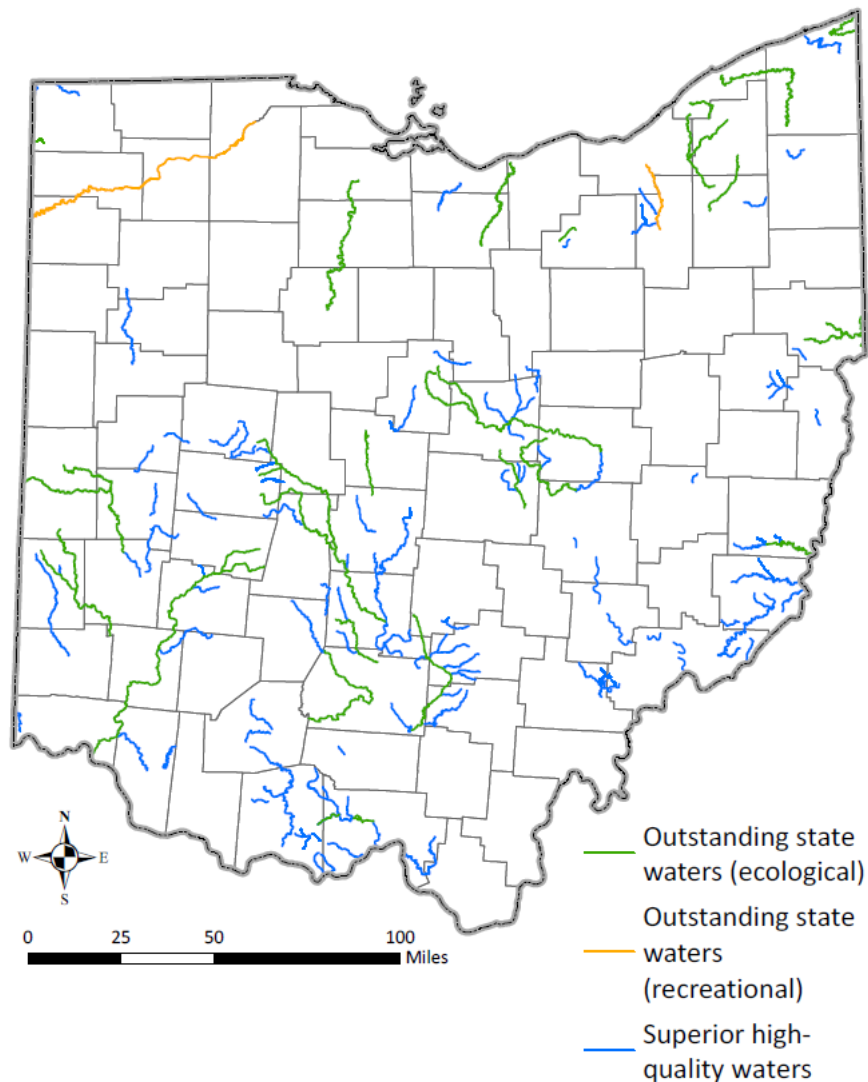 N
W E
S
0 25 50 100
Miles
Outstanding state
waters (ecological)
Outstanding state
waters
(recreational)
Superior high-
quality waters